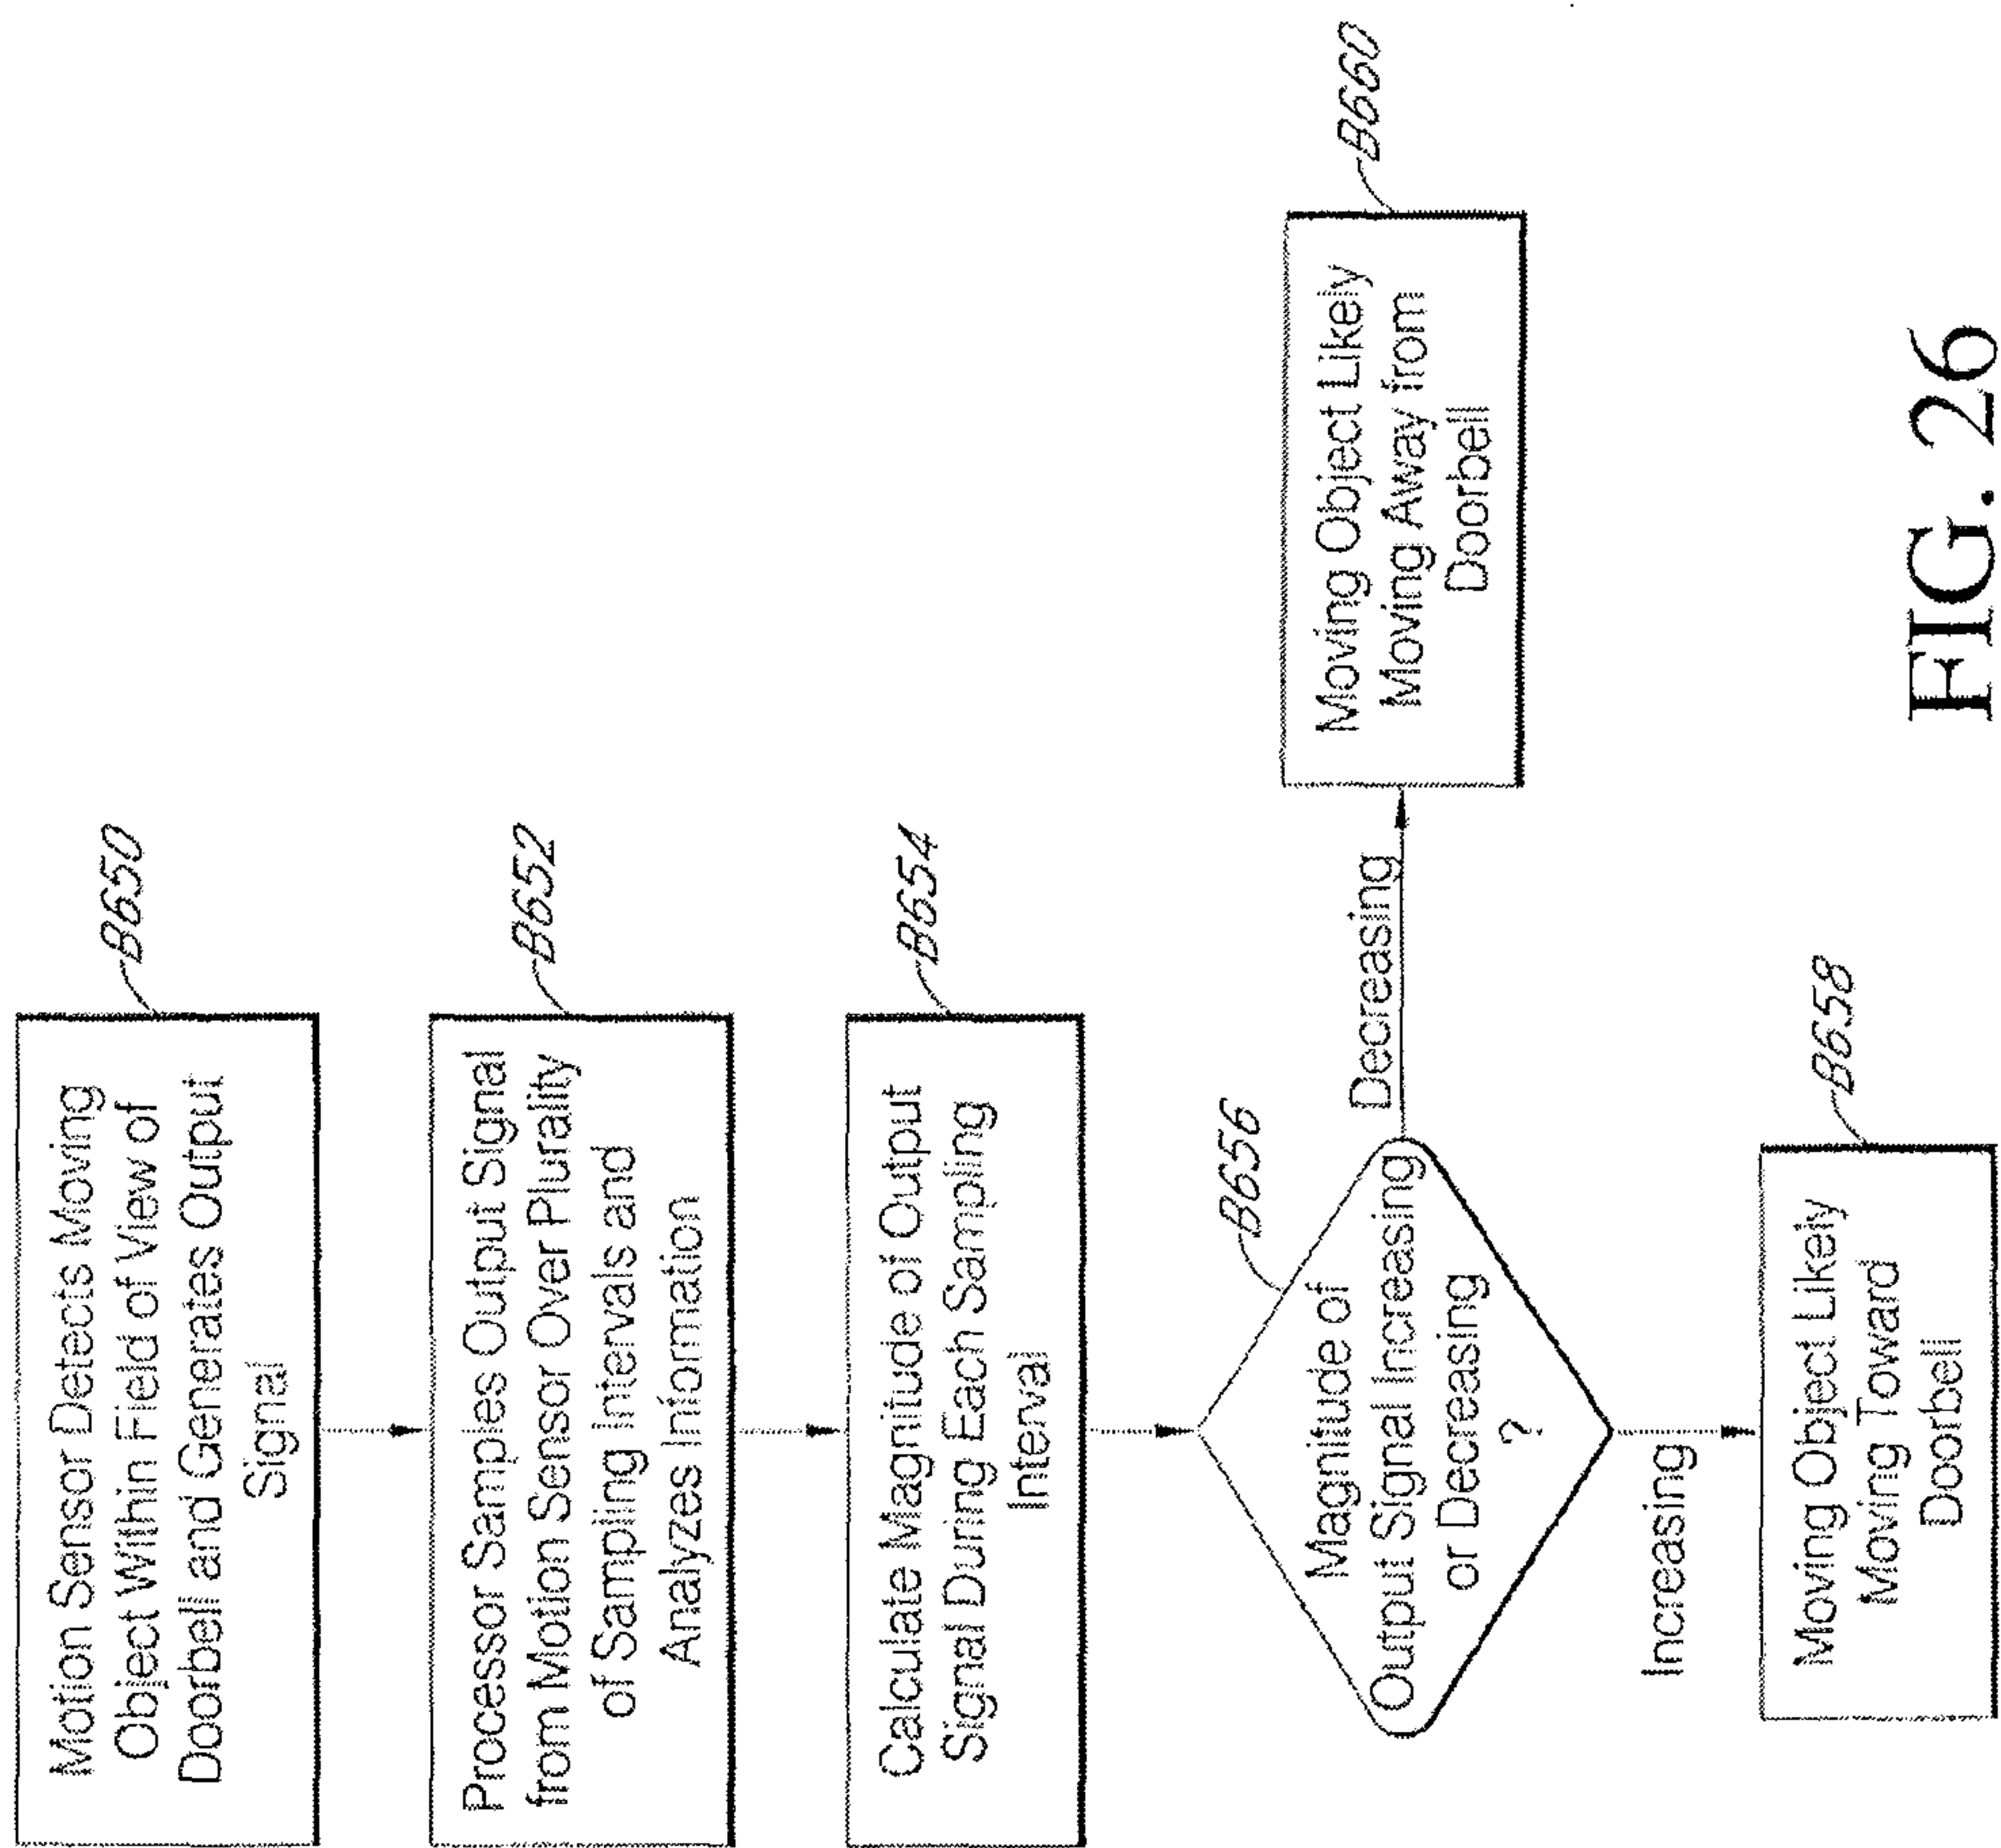 Motion Sensor Detects Moving
Object Within Field of View of
Doorbell and Generates Output
Signal
B650
Processor Samples Output Signal
from Motion Sensor Over Plurality
of Sampling Intervals and
Analyzes Information
B652
Calculate Magnitude of Output
Signal During Each Sampling
Interval
B654
Magnitude of
Output Signal Increasing
or Decreasing
?
B656
Decreasing
Moving Object Likely
Moving Away from
Doorbell
B660
Increasing
Moving Object Likely
Moving Toward
Doorbell
B658
FIG. 26